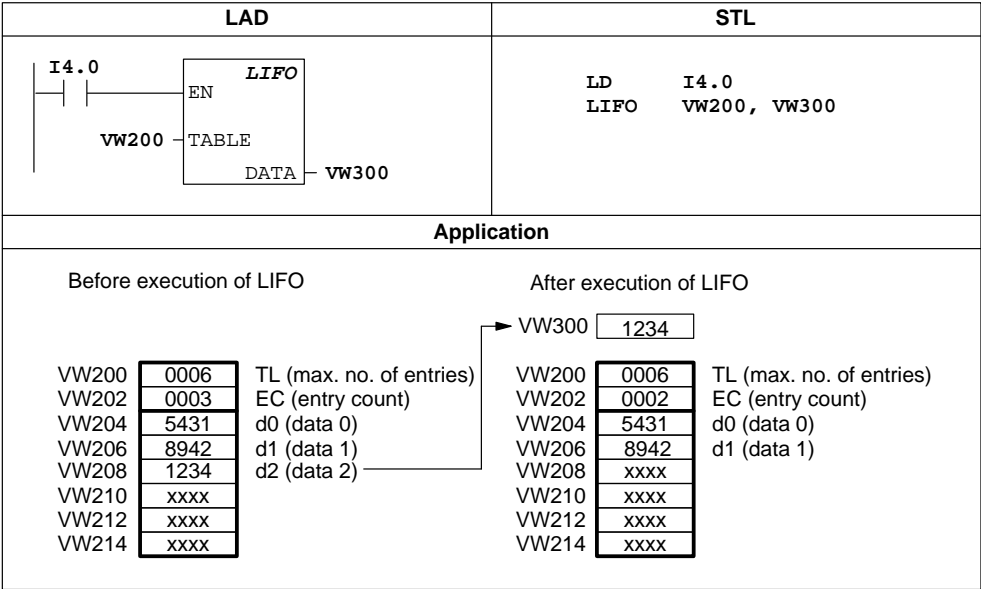 LAD STL
I4.0 LIFO
EN
VW200 TABLE
DATA VW300
LD I4.0
LIFO VW200, VW300
Application
Before execution of LIFO After execution of LIFO
VW300 1234
VW200 0006 TL (max. no. of entries) VW200 0006 TL (max. no. of entries)
VW202 0003 EC (entry count) VW202 0002 EC (entry count)
VW204 5431 d0 (data 0) VW204 5431 d0 (data 0)
VW206 8942 d1 (data 1) VW206 8942 d1 (data 1)
VW208 1234 d2 (data 2) VW208 xxxx
VW210 xxxx VW210 xxxx
VW212 xxxx VW212 xxxx
VW214 xxxx VW214 xxxx